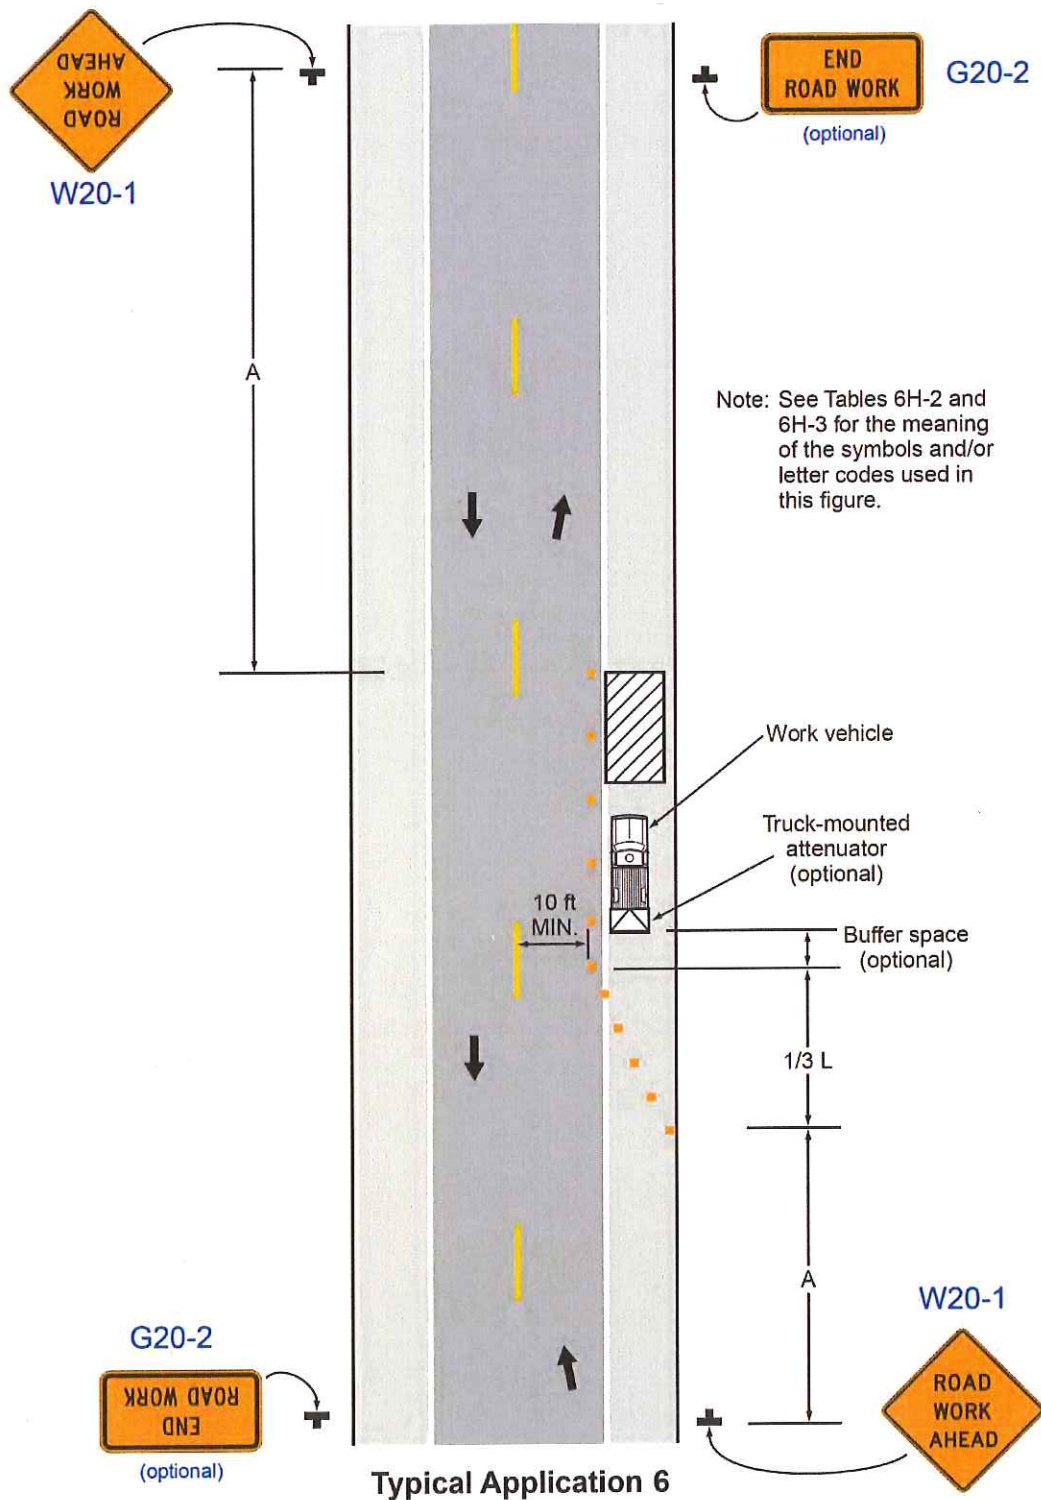 ROAD
WORK
AHEAD
W20-1
END
ROAD WORK
(optional)
G20-2
A
Note: See Tables 6H-2 and
6H-3 for the meaning
of the symbols and/or
letter codes used in
this figure.
Work vehicle
Truck-mounted
attenuator
(optional)
10 ft
MIN.
Buffer space
(optional)
1/3 L
A
W20-1
ROAD
WORK
AHEAD
G20-2
END
ROAD WORK
(optional)
Typical Application 6